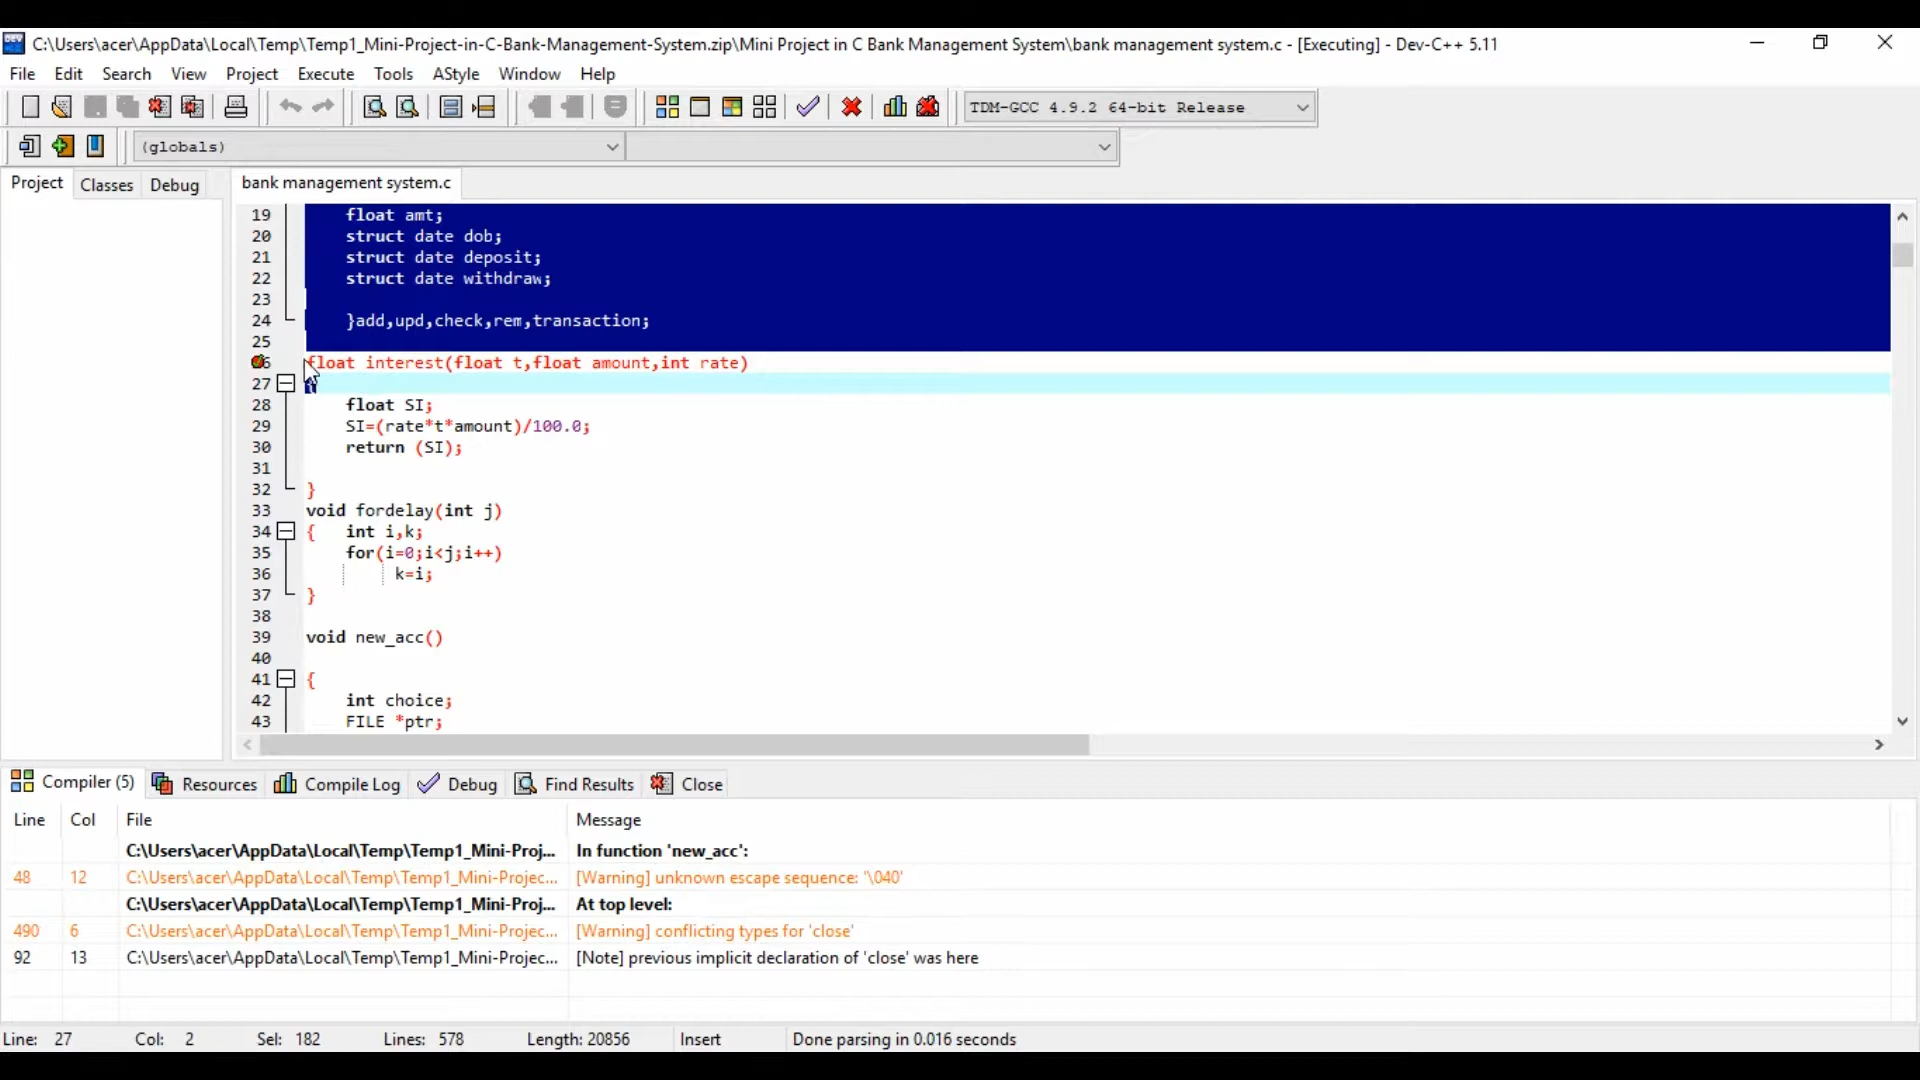 C:\Users\acer\AppData\Local\Temp\Temp1_Mini-Project-in-C-Bank-Management-System.zip\Mini Project in C Bank Management System\bank management system.c - [Executing] - Dev-C++ 5.11
File Edit Search View Project Execute Tools AStyle Window Help
TDM-GCC 4.9.2 64-bit Release
(globals)
Project Classes Debug bank management system.c
19 float amt;
20 struct date dob;
21 struct date deposit;
22 struct date withdraw;
23
24 }add,upd,check,rem,transaction;
25
float interest(float t,float amount,int rate)
27
28 float SI;
29 SI=(rate*t*amount)/100.0;
30 return (SI);
31
32 }
33 void fordelay(int j)
34 { int i,k;
35 for(i=0;i<j;i++)
36 k=i;
37 }
38
39 void new_acc()
40
41 {
42 int choice;
43 FILE *ptr;
Compiler (5) Resources Compile Log Debug Find Results Close
Line Col File Message
C:\Users\acer\AppData\Local\Temp\Temp1_Mini-Proj... In function 'new_acc':
48 12 C:\Users\acer\AppData\Local\Temp\Temp1_Mini-Projec... [Warning] unknown escape sequence: '\040'
C:\Users\acer\AppData\Local\Temp\Temp1_Mini-Proj... At top level:
490 6 C:\Users\acer\AppData\Local\Temp\Temp1_Mini-Projec... [Warning] conflicting types for 'close'
92 13 C:\Users\acer\AppData\Local\Temp\Temp1_Mini-Projec... [Note] previous implicit declaration of 'close' was here
Line: 27 Col: 2 Sel: 182 Lines: 578 Length: 20856 Insert Done parsing in 0.016 seconds